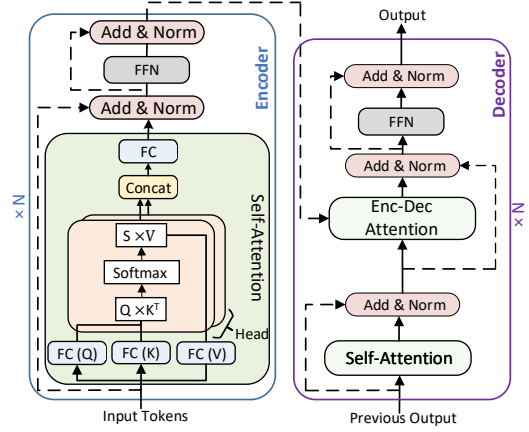 Add & Norm
FFN
Add & Norm
Encoder
FC
Concat
S ×V
Softmax
Q ×Kᵀ
Self-Attention
Head
FC (Q)
FC (K)
FC (V)
× N
Input Tokens
Output
Decoder
Add & Norm
FFN
Add & Norm
Enc-Dec
Attention
× N
Add & Norm
Self-Attention
Previous Output